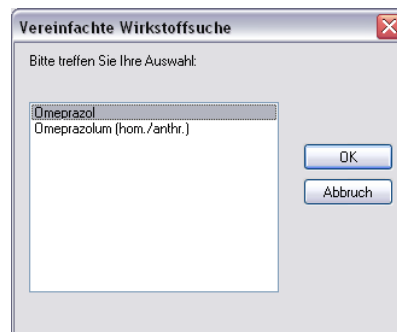 Vereinfachte Wirkstoffsuche
Bitte treffen Sie Ihre Auswahl:
Omeprazol
Omeprazolum (hom./anthr.)
OK
Abbruch